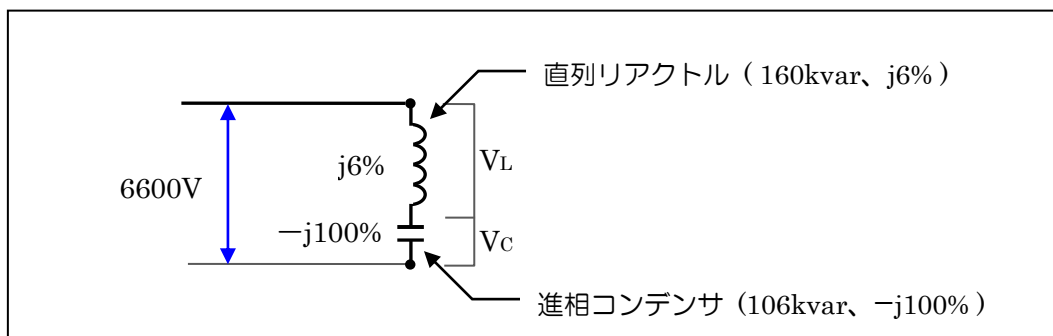 直列リアクトル ( 160kvar、j6% )
j6%
VL
6600V
－j100%
VC
進相コンデンサ (106kvar、－j100% )